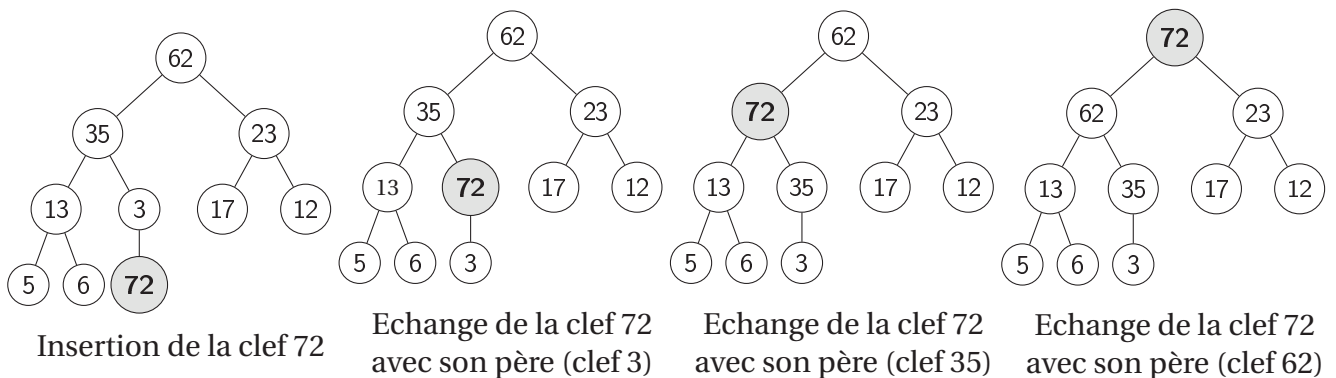 62
35 23
13 3 17 12
5 6 72
Insertion de la clef 72
62
35 23
13 72 17 12
5 6 3
Echange de la clef 72
avec son père (clef 3)
62
72 23
13 35 17 12
5 6 3
Echange de la clef 72
avec son père (clef 35)
72
62 23
13 35 17 12
5 6 3
Echange de la clef 72
avec son père (clef 62)